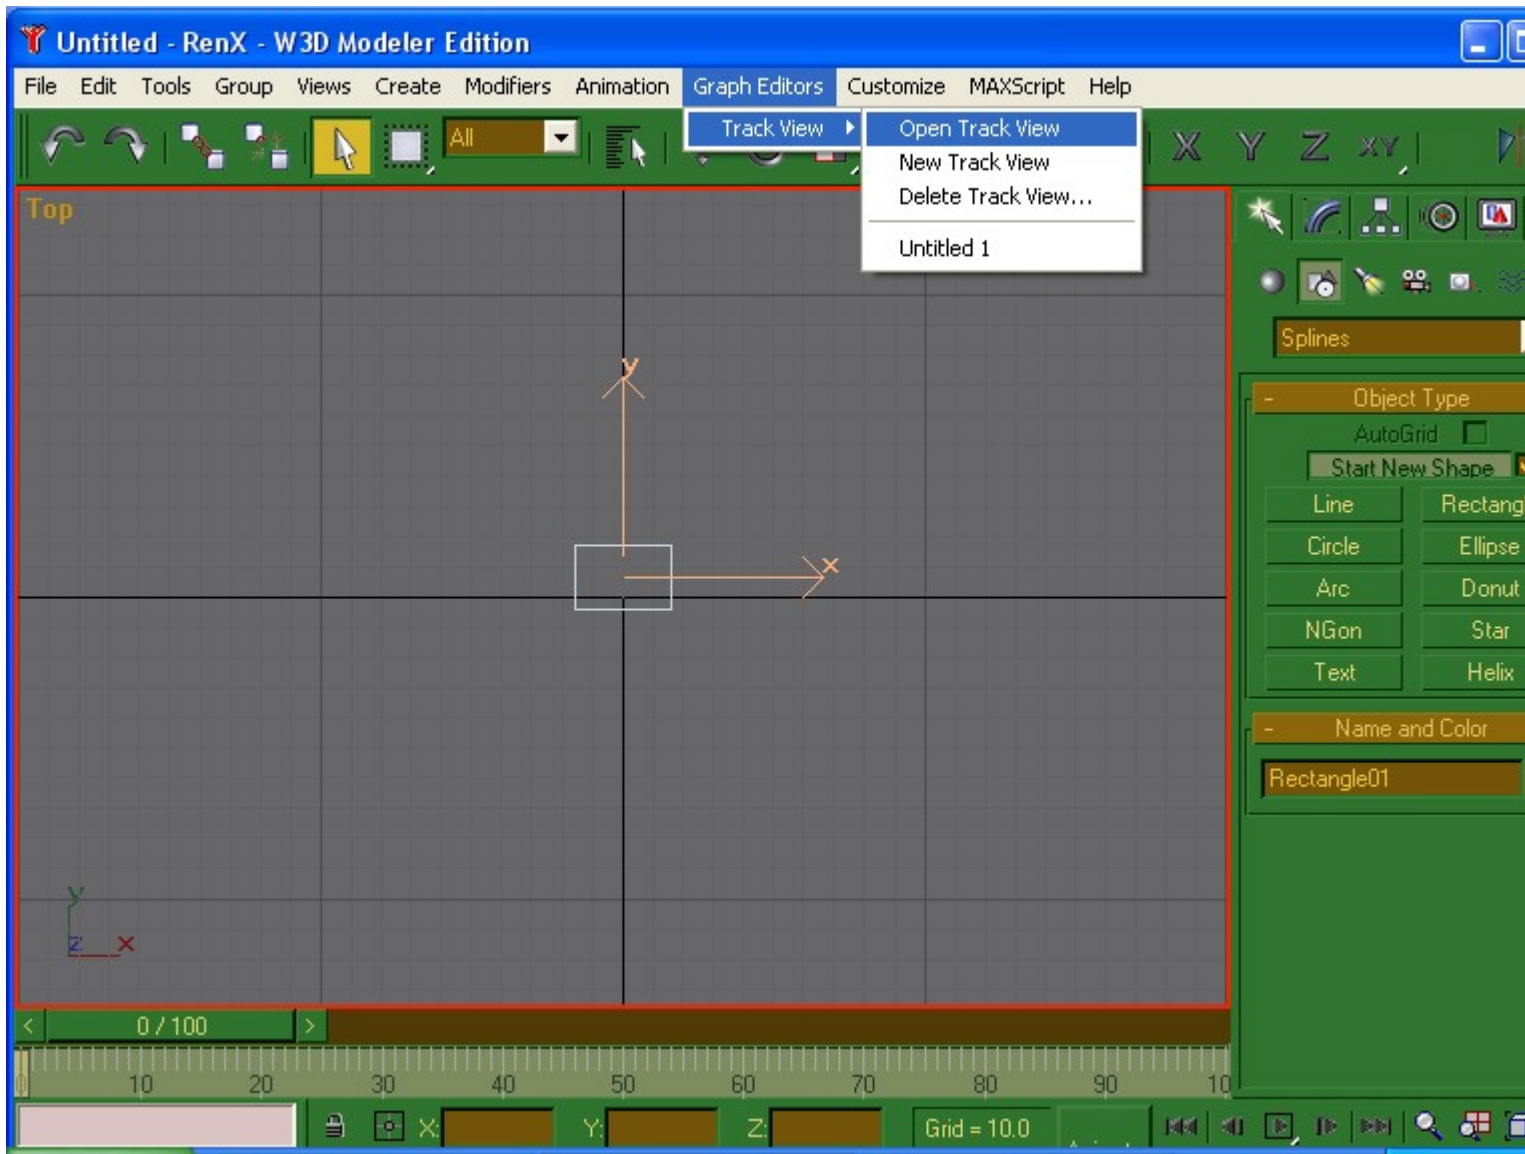 Untitled - RenX - W3D Modeler Edition
File Edit Tools Group Views Create Modifiers Animation Graph Editors Customize MAXScript Help
Track View Open Track View
New Track View
Delete Track View...
Untitled 1
All
X Y Z XY
Top
Splines
- Object Type
AutoGrid
Start New Shape
Line Rectang
Circle Ellipse
Arc Donut
NGon Star
Text Helix
- Name and Color
Rectangle01
y
x
y
z x
< 0 / 100 >
0 10 20 30 40 50 60 70 80 90 10
X: Y: Z: Grid = 10.0